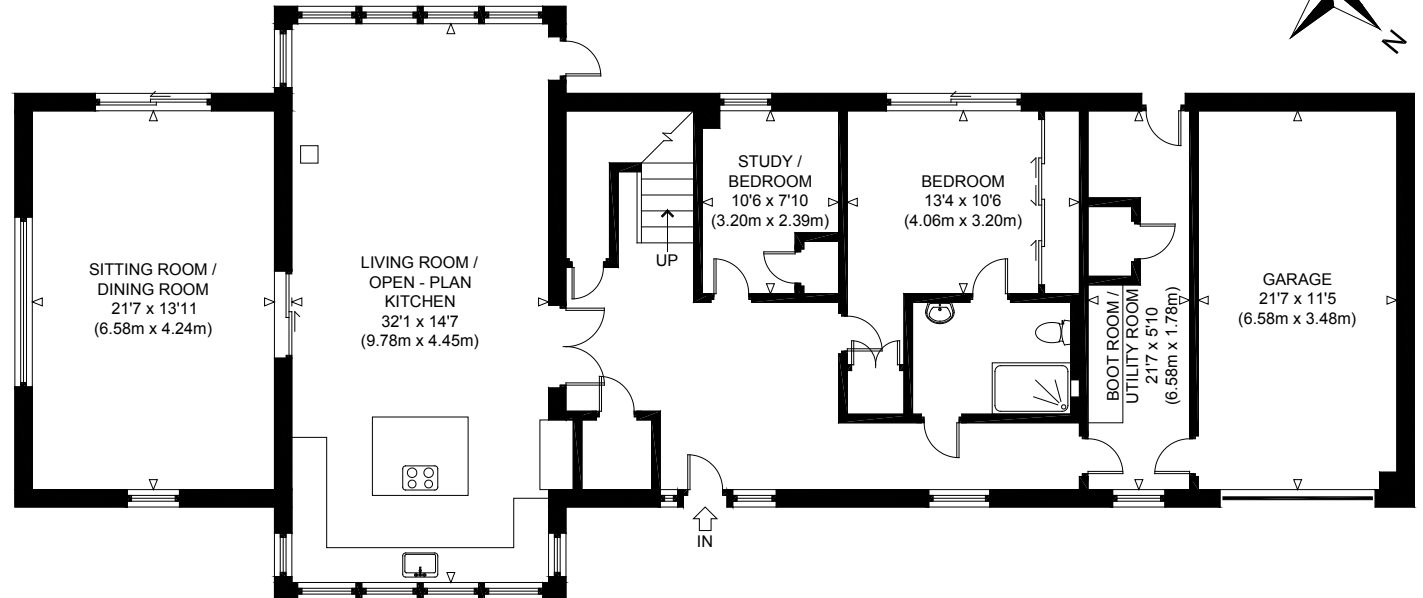 N
SITTING ROOM /
DINING ROOM
21'7 x 13'11
(6.58m x 4.24m)
LIVING ROOM /
OPEN - PLAN
KITCHEN
32'1 x 14'7
(9.78m x 4.45m)
UP
STUDY /
BEDROOM
10'6 x 7'10
(3.20m x 2.39m)
BEDROOM
13'4 x 10'6
(4.06m x 3.20m)
BOOT ROOM /
UTILITY ROOM
21'7 x 5'10
(6.58m x 1.78m)
GARAGE
21'7 x 11'5
(6.58m x 3.48m)
IN